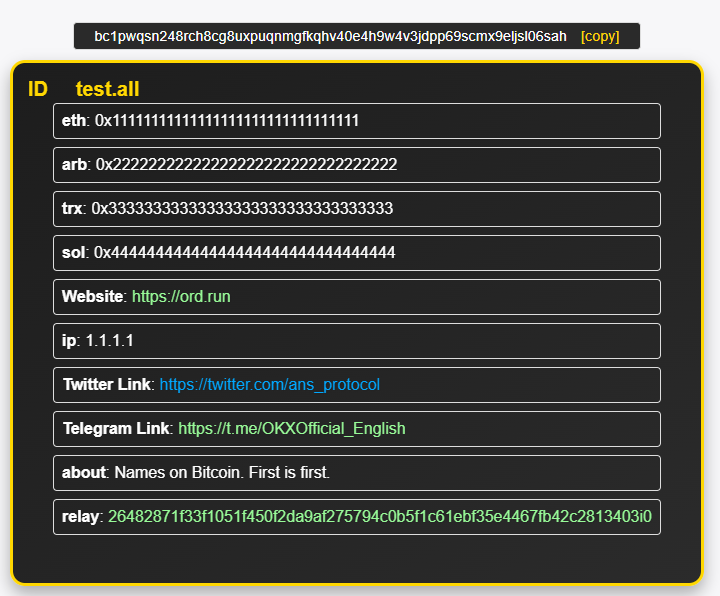 bc1pwqsn248rch8cg8uxpuqnmgfkqhv40e4h9w4v3jdpp69scmx9eljsl06sah [copy]
ID test.all
eth: 0x11111111111111111111111111111111
arb: 0x22222222222222222222222222222222
trx: 0x33333333333333333333333333333333
sol: 0x44444444444444444444444444444444
Website: https://ord.run
ip: 1.1.1.1
Twitter Link: https://twitter.com/ans_protocol
Telegram Link: https://t.me/OKXOfficial_English
about: Names on Bitcoin. First is first.
relay: 26482871f33f1051f450f2da9af275794c0b5f1c61ebf35e4467fb42c2813403i0